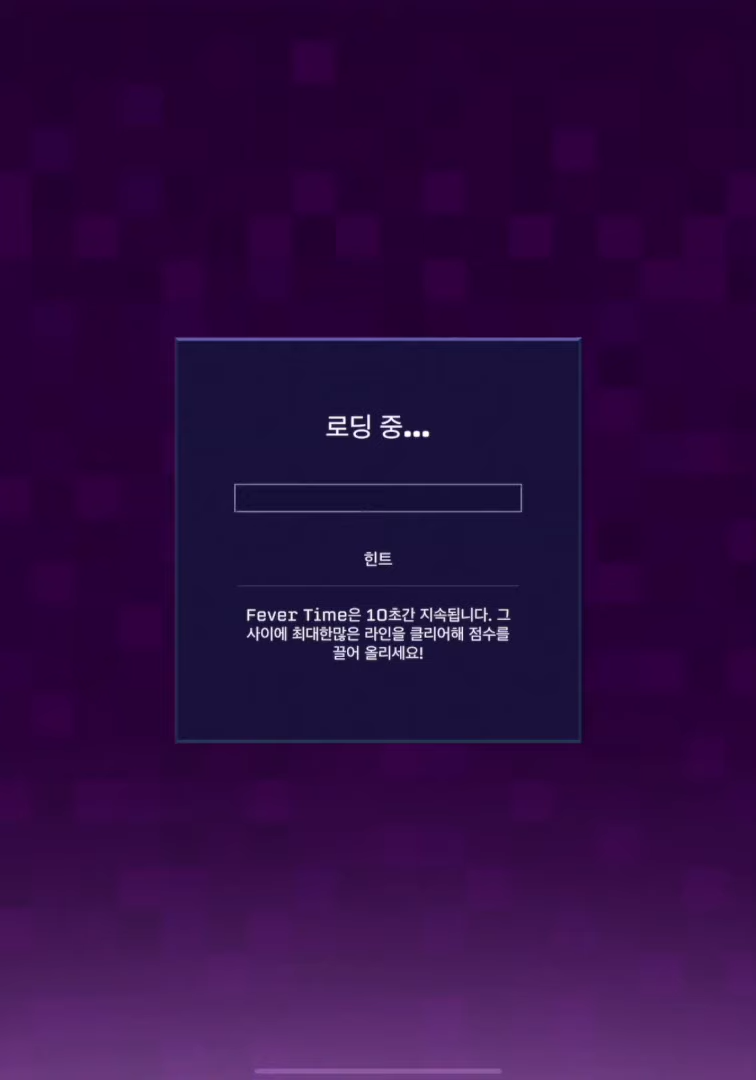 로딩 중...
힌트
Fever Time은 10초간 지속됩니다. 그
사이에 최대한많은 라인을 클리어해 점수를
끌어 올리세요!